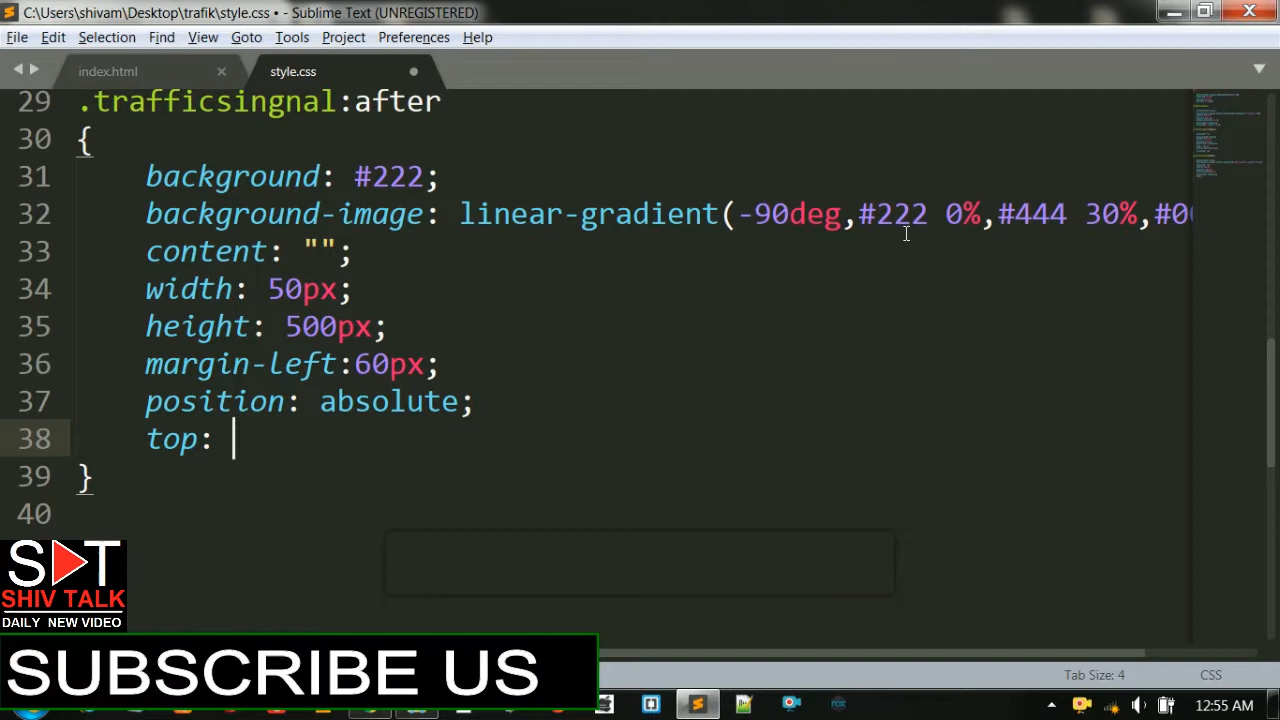 C:\Users\shivam\Desktop\trafik\style.css • - Sublime Text (UNREGISTERED)
File Edit Selection Find View Goto Tools Project Preferences Help
index.html style.css
29 .trafficsingnal:after
30 {
31 background: #222;
32 background-image: linear-gradient(-90deg,#222 0%,#444 30%,#00
33 content: "";
34 width: 50px;
35 height: 500px;
36 margin-left:60px;
37 position: absolute;
38 top:
39 }
40
S T
SHIV TALK
DAILY NEW VIDEO
SUBSCRIBE US
Tab Size: 4 CSS
12:55 AM